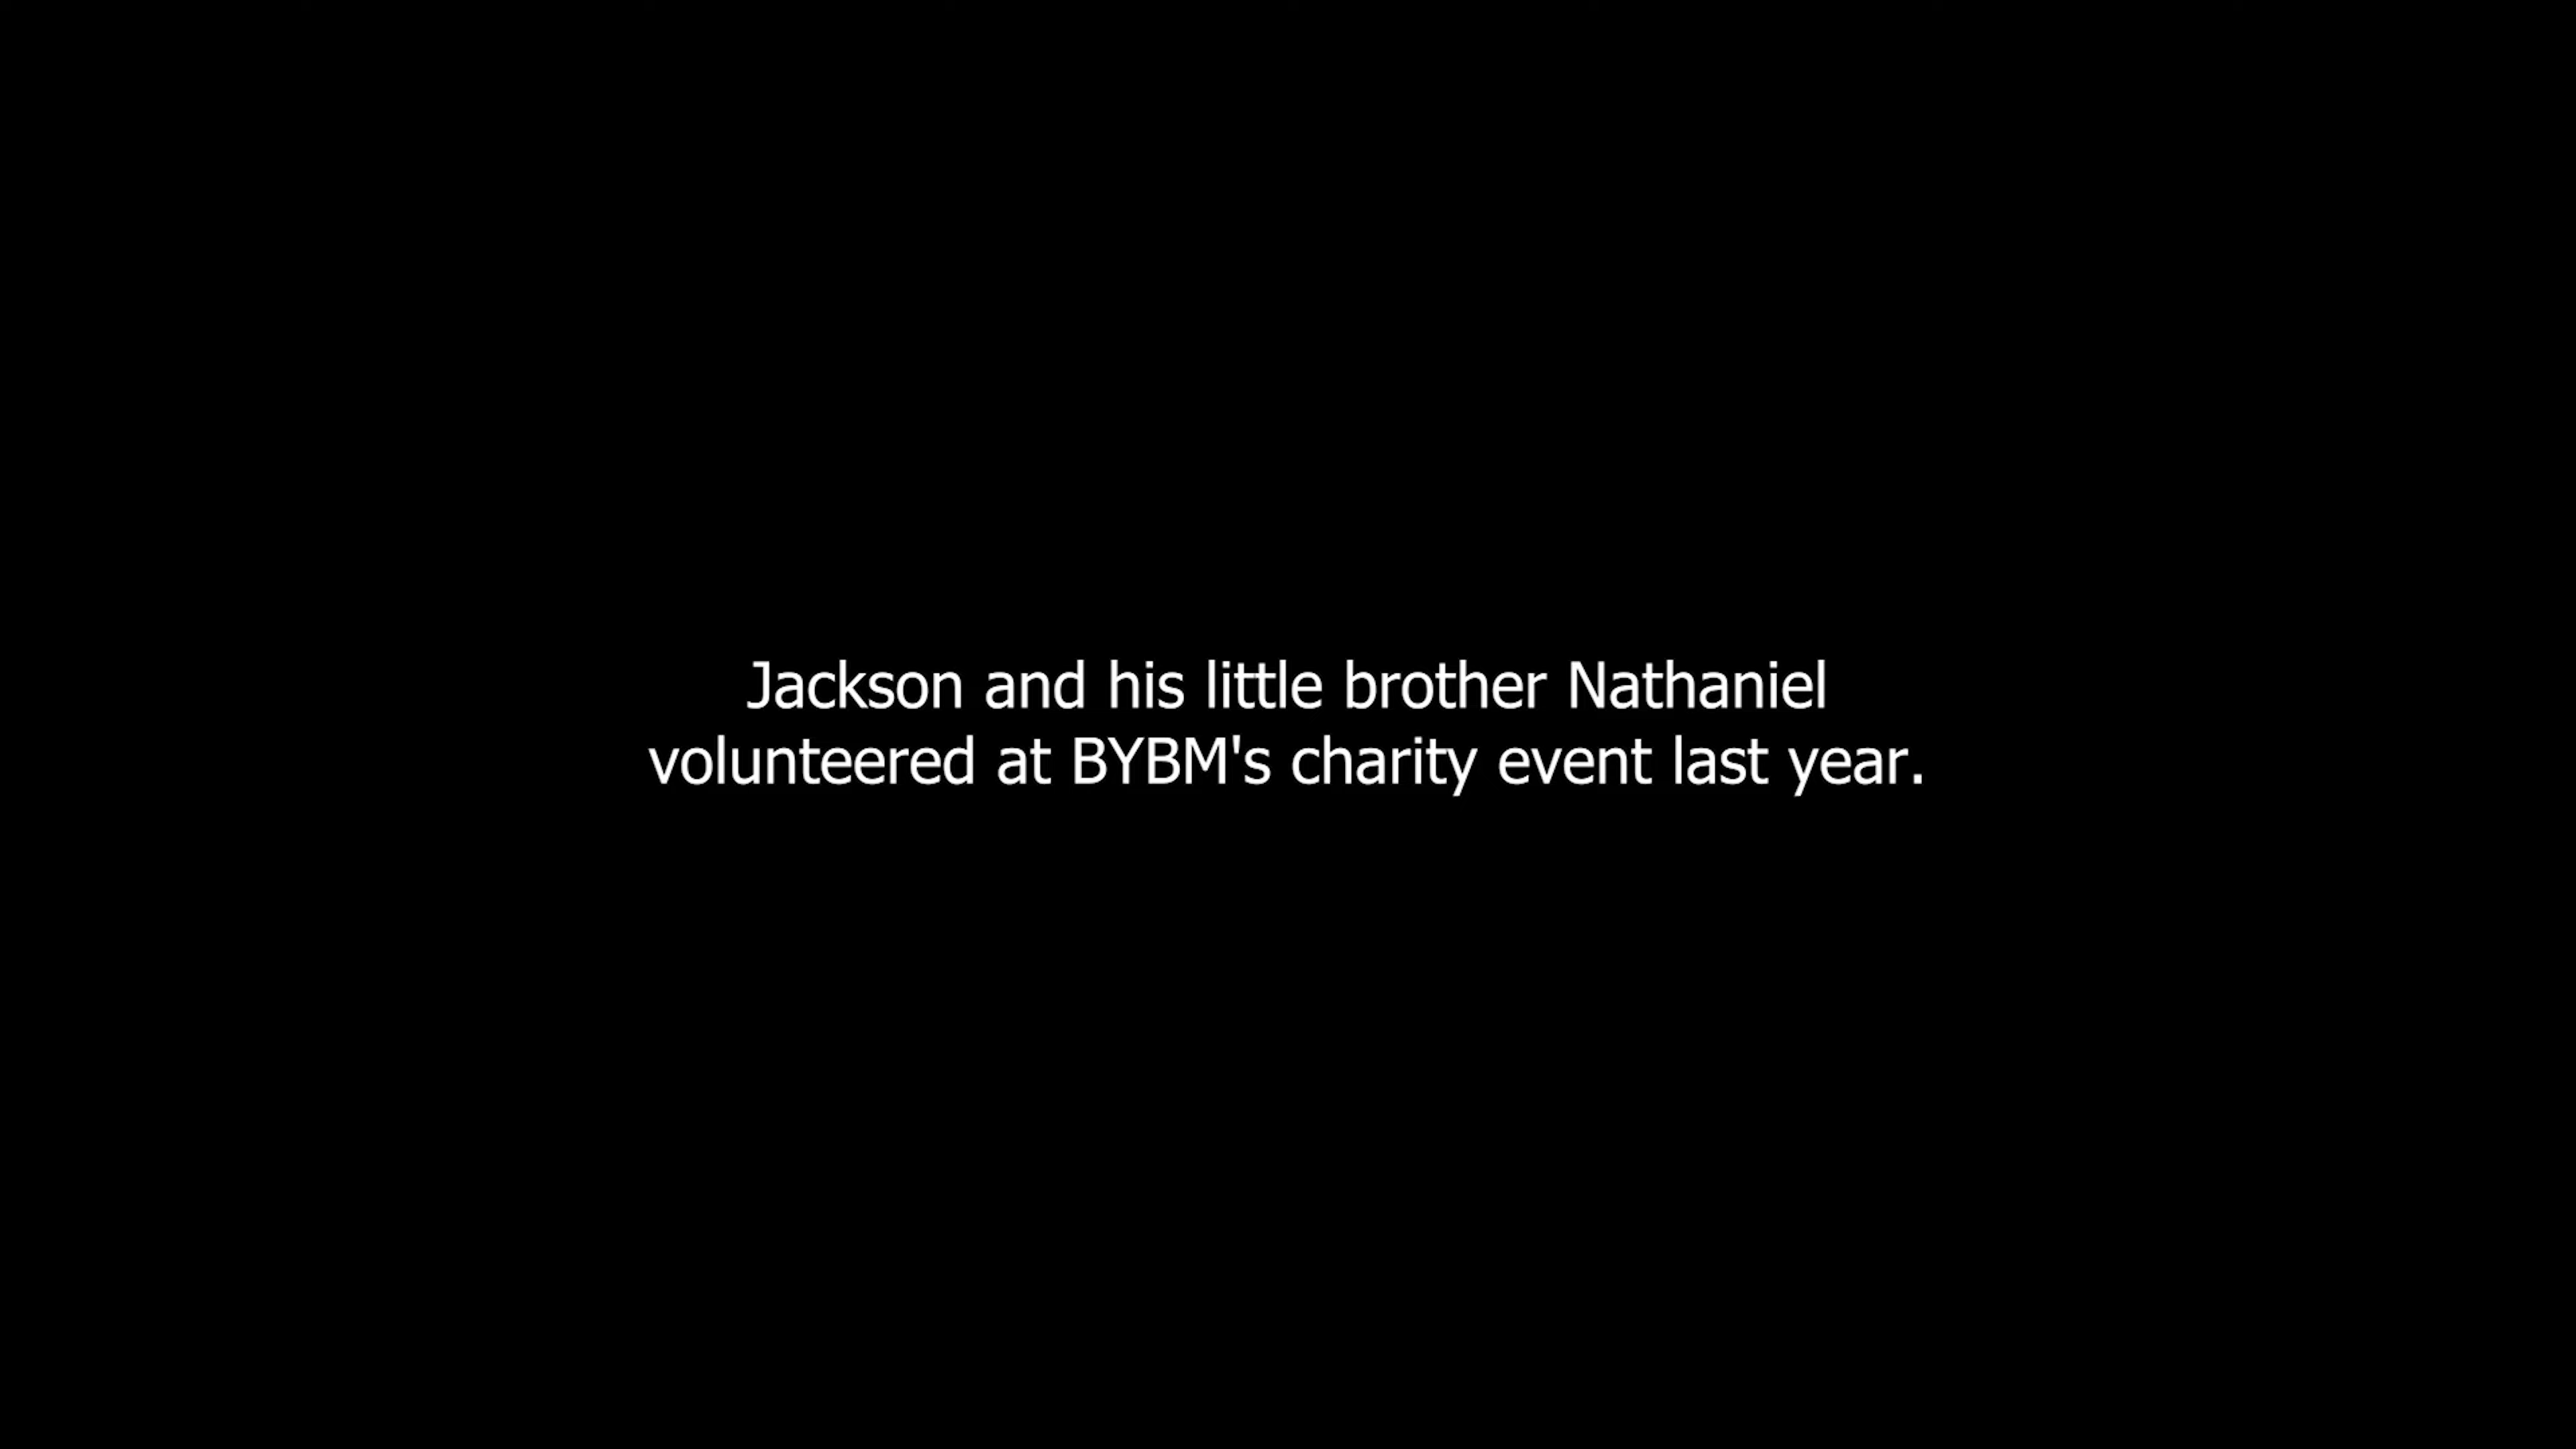 Jackson and his little brother Nathaniel
volunteered at BYBM's charity event last year.